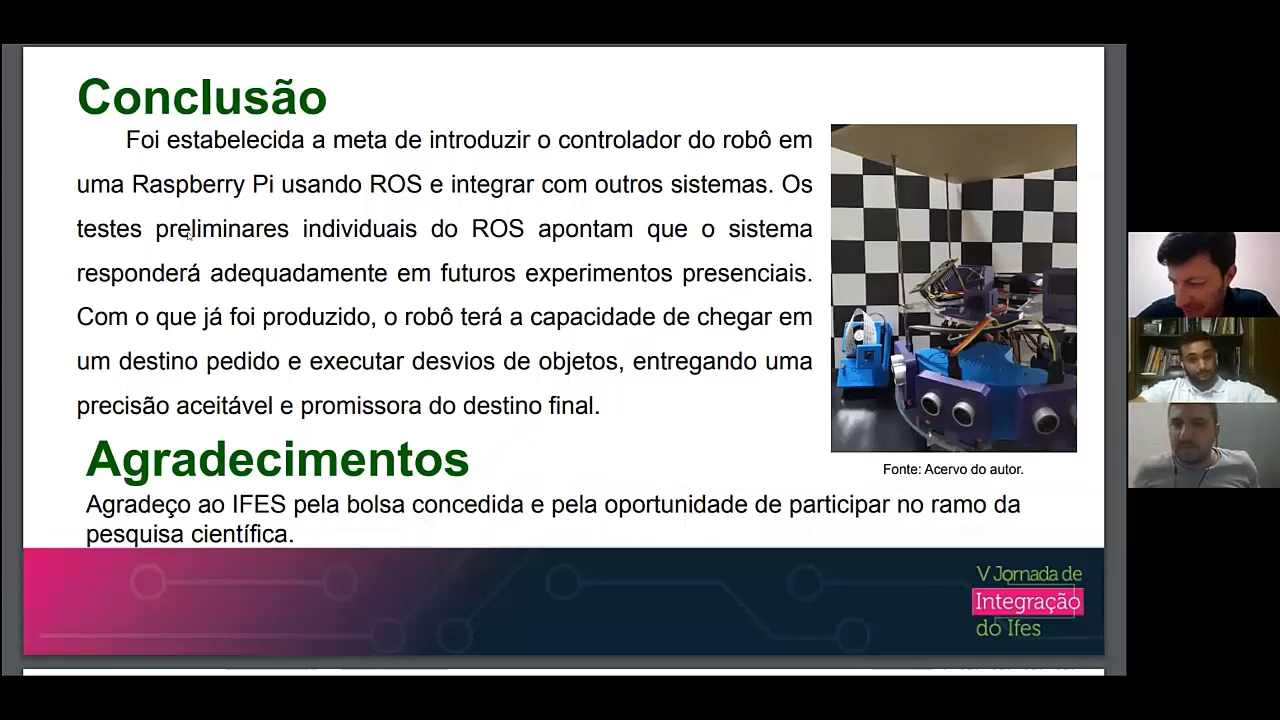 Conclusão
Foi estabelecida a meta de introduzir o controlador do robô em
uma Raspberry Pi usando ROS e integrar com outros sistemas. Os
testes preliminares individuais do ROS apontam que o sistema
responderá adequadamente em futuros experimentos presenciais.
Com o que já foi produzido, o robô terá a capacidade de chegar em
um destino pedido e executar desvios de objetos, entregando uma
precisão aceitável e promissora do destino final.
Fonte: Acervo do autor.
Agradecimentos
Agradeço ao IFES pela bolsa concedida e pela oportunidade de participar no ramo da
pesquisa científica.
V Jornada de
Integração
do Ifes